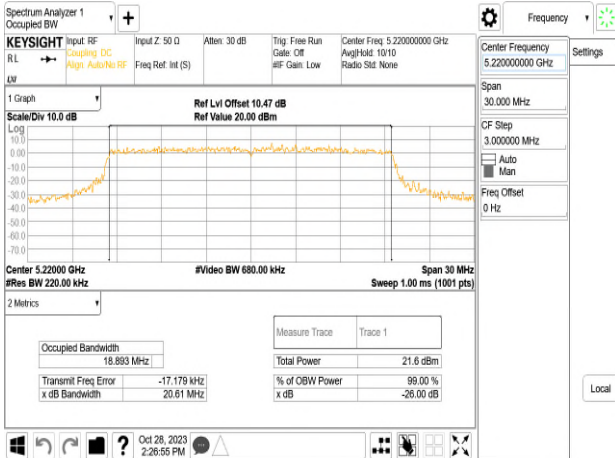 Spectrum Analyzer 1
Occupied BW
Frequency
KEYSIGHT
Input: RF
Coupling: DC
Align: Auto/No RF
Input Z: 50 Ω
Freq Ref: Int (S)
Atten: 30 dB
Trig: Free Run
Gate: Off
#IF Gain: Low
Center Freq: 5.220000000 GHz
Avg|Hold: 10/10
Radio Std: None
RL
LXI
Center Frequency
5.220000000 GHz
Settings
Span
30.000 MHz
CF Step
3.000000 MHz
Auto
Man
Freq Offset
0 Hz
Local
1 Graph
Scale/Div 10.0 dB
Ref Lvl Offset 10.47 dB
Ref Value 20.00 dBm
Log
10.0
0.00
-10.0
-20.0
-30.0
-40.0
-50.0
-60.0
-70.0
Center 5.22000 GHz
#Res BW 220.00 kHz
#Video BW 680.00 kHz
Span 30 MHz
Sweep 1.00 ms (1001 pts)
2 Metrics
Measure Trace
Trace 1
Occupied Bandwidth
18.893 MHz
Total Power
21.6 dBm
Transmit Freq Error
-17.179 kHz
% of OBW Power
99.00 %
x dB Bandwidth
20.61 MHz
x dB
-26.00 dB
?
Oct 28, 2023
2:26:55 PM